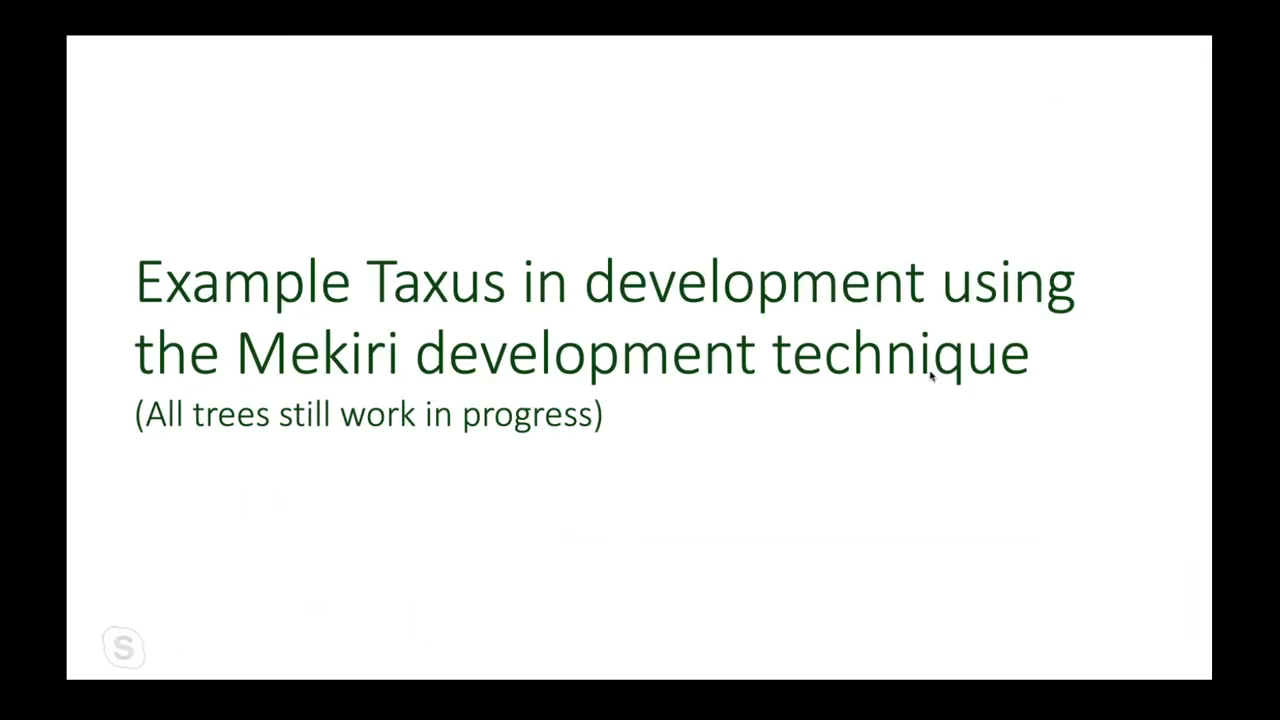 Example Taxus in development using
the Mekiri development technique
(All trees still work in progress)
S